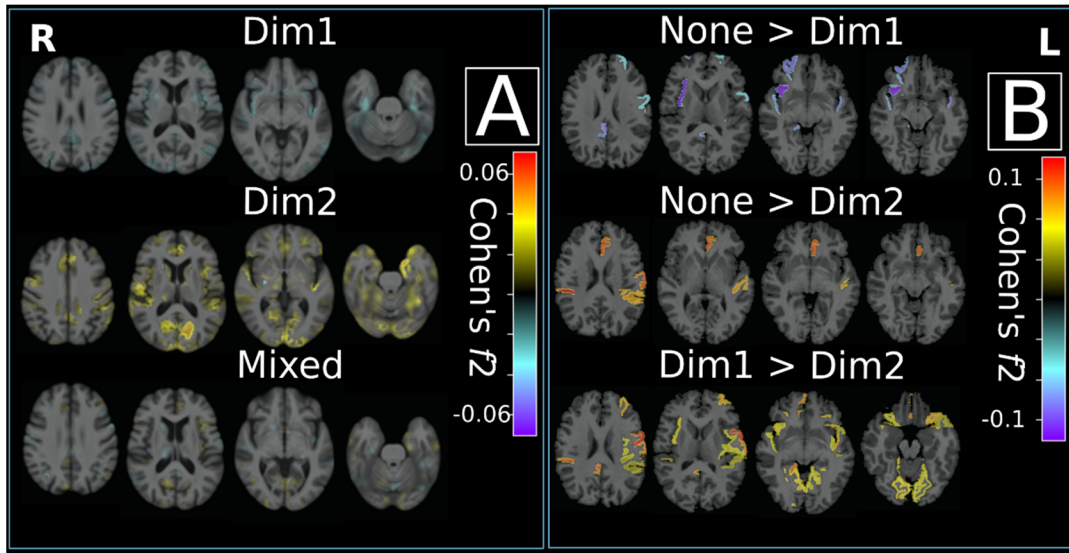 R
Dim1
A
0.06
Cohen's f2
-0.06
Dim2
Mixed
None > Dim1
L
B
0.1
Cohen's f2
-0.1
None > Dim2
Dim1 > Dim2